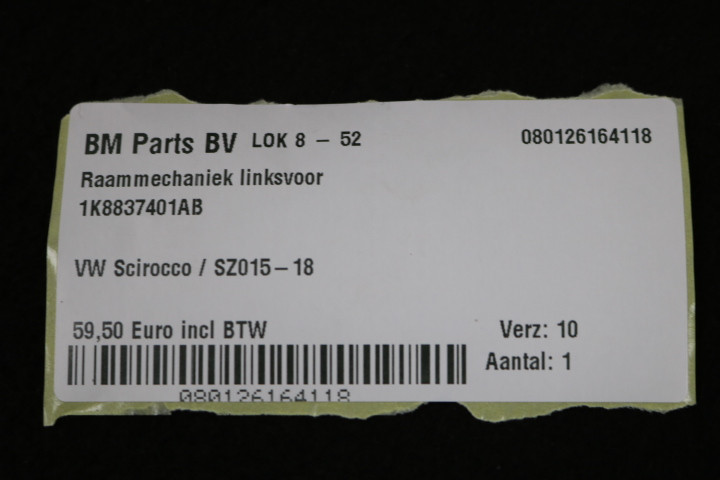 BM Parts BV LOK 8 – 52 080126164118
Raammechaniek linksvoor
1K8837401AB
VW Scirocco / SZ015–18
59,50 Euro incl BTW Verz: 10
Aantal: 1
080126164118